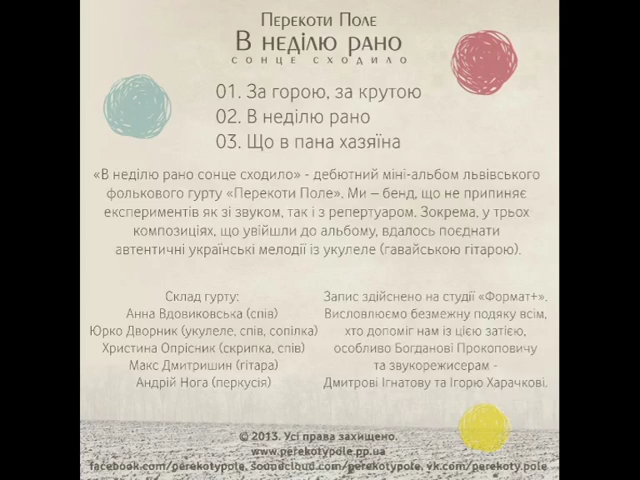 Перекоти Поле
В неділю рано
сонце сходило
01. За горою, за крутою
02. В неділю рано
03. Що в пана хазяїна
«В неділю рано сонце сходило» - дебютний міні-альбом львівського
фолькового гурту «Перекоти Поле». Ми – бенд, що не припиняє
експериментів як зі звуком, так і з репертуаром. Зокрема, у трьох
композиціях, що увійшли до альбому, вдалось поєднати
автентичні українські мелодії із укулеле (гавайською гітарою).
Склад гурту:
Анна Вдовиковська (спів)
Юрко Дворник (укулеле, спів, сопілка)
Христина Опрісник (скрипка, спів)
Макс Дмитришин (гітара)
Андрій Нога (перкусія)
Запис здійснено на студії «Формат+».
Висловлюємо безмежну подяку всім,
хто допоміг нам із цією затією,
особливо Богданові Прокоповичу
та звукорежисерам -
Дмитрові Ігнатову та Ігорю Харачкові.
© 2013. Усі права захищено.
www.perekotypole.pp.ua
facebook.com/perekotypole, soundcloud.com/perekotypole, vk.com/perekoty.pole